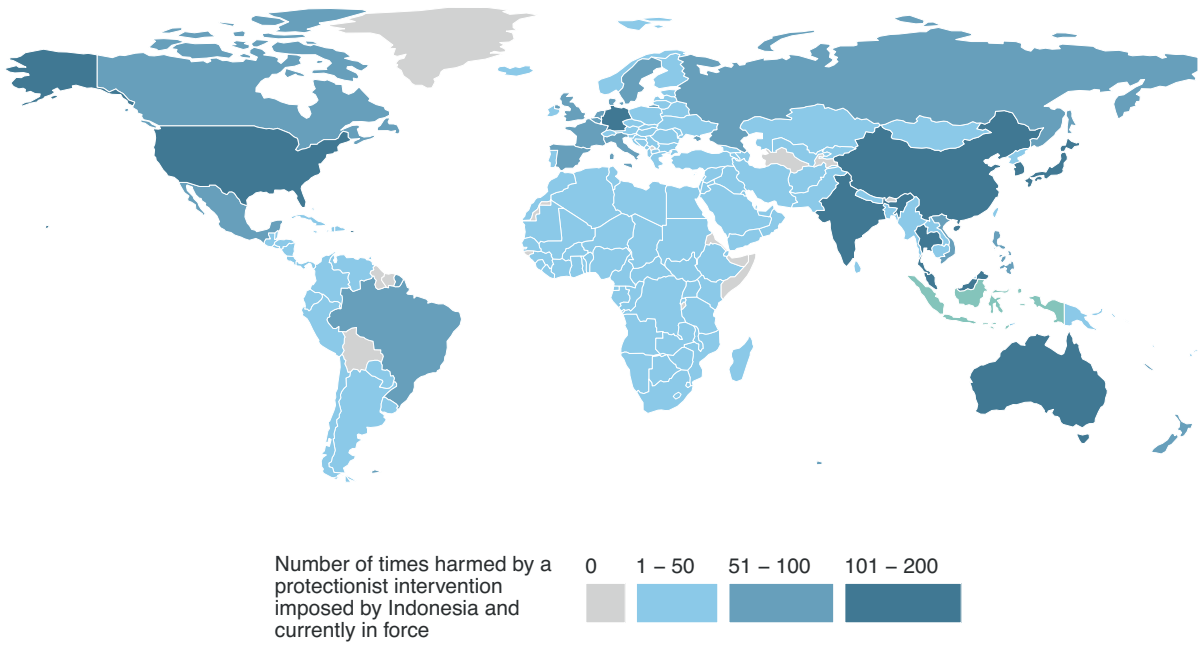 Number of times harmed by a
protectionist intervention
imposed by Indonesia and
currently in force
0
1 – 50
51 – 100
101 – 200